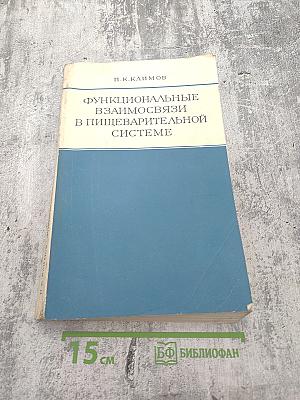 П.К.КЛИМОВ
ФУНКЦИОНАЛЬНЫЕ
ВЗАИМОСВЯЗИ
В ПИЩЕВАРИТЕЛЬНОЙ
СИСТЕМЕ
15 см
БФ БИБЛИОФАН